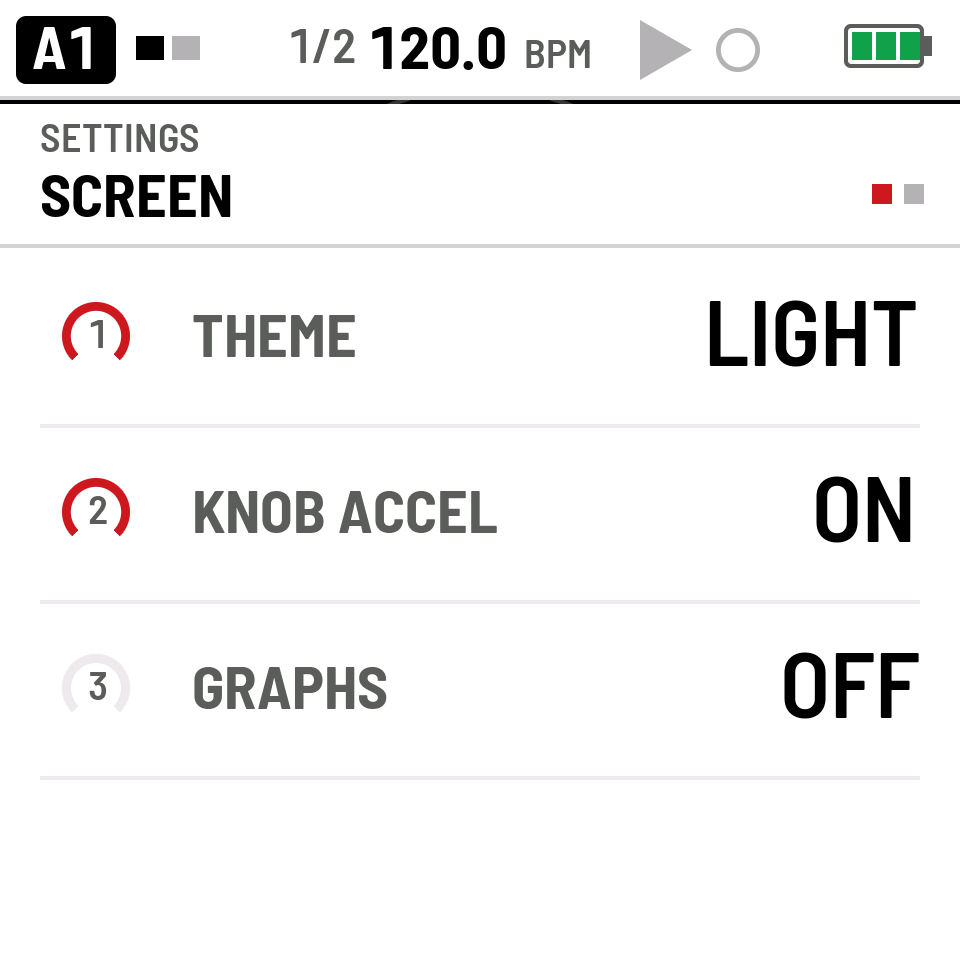 A1 1/2 120.0 BPM
SETTINGS
SCREEN
1 THEME LIGHT
2 KNOB ACCEL ON
3 GRAPHS OFF